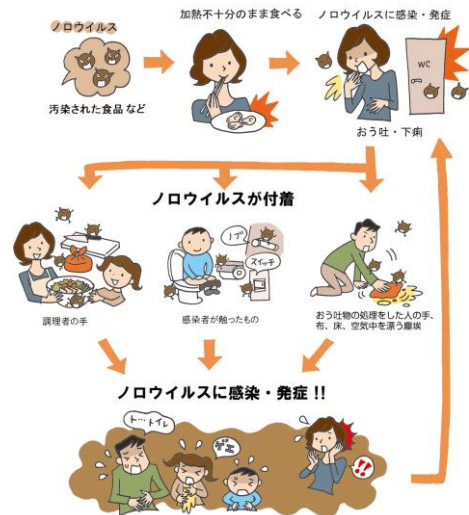 ノロウイルス
汚染された食品 など
加熱不十分のまま食べる
ノロウイルスに感染・発症
WC
おう吐・下痢
ノロウイルスが付着
調理者の手
ノブ
スイッチ
感染者が触ったもの
おう吐物の処理をした人の手、
布、床、空気中を漂う塵埃
ノロウイルスに感染・発症 !!
ト…トイレ
ゲエ
!!